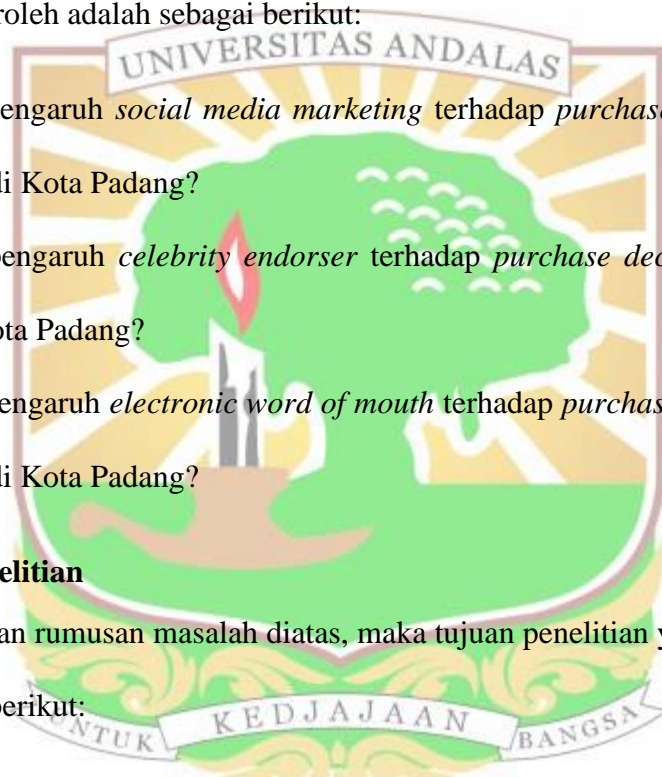 roleh adalah sebagai berikut:
UNIVERSITAS ANDALAS
engaruh social media marketing terhadap purchase
di Kota Padang?
pengaruh celebrity endorser terhadap purchase dec
ota Padang?
engaruh electronic word of mouth terhadap purchas
di Kota Padang?
elitian
an rumusan masalah diatas, maka tujuan penelitian y
berikut:
UNTUK KEDJAJAAN BANGSA